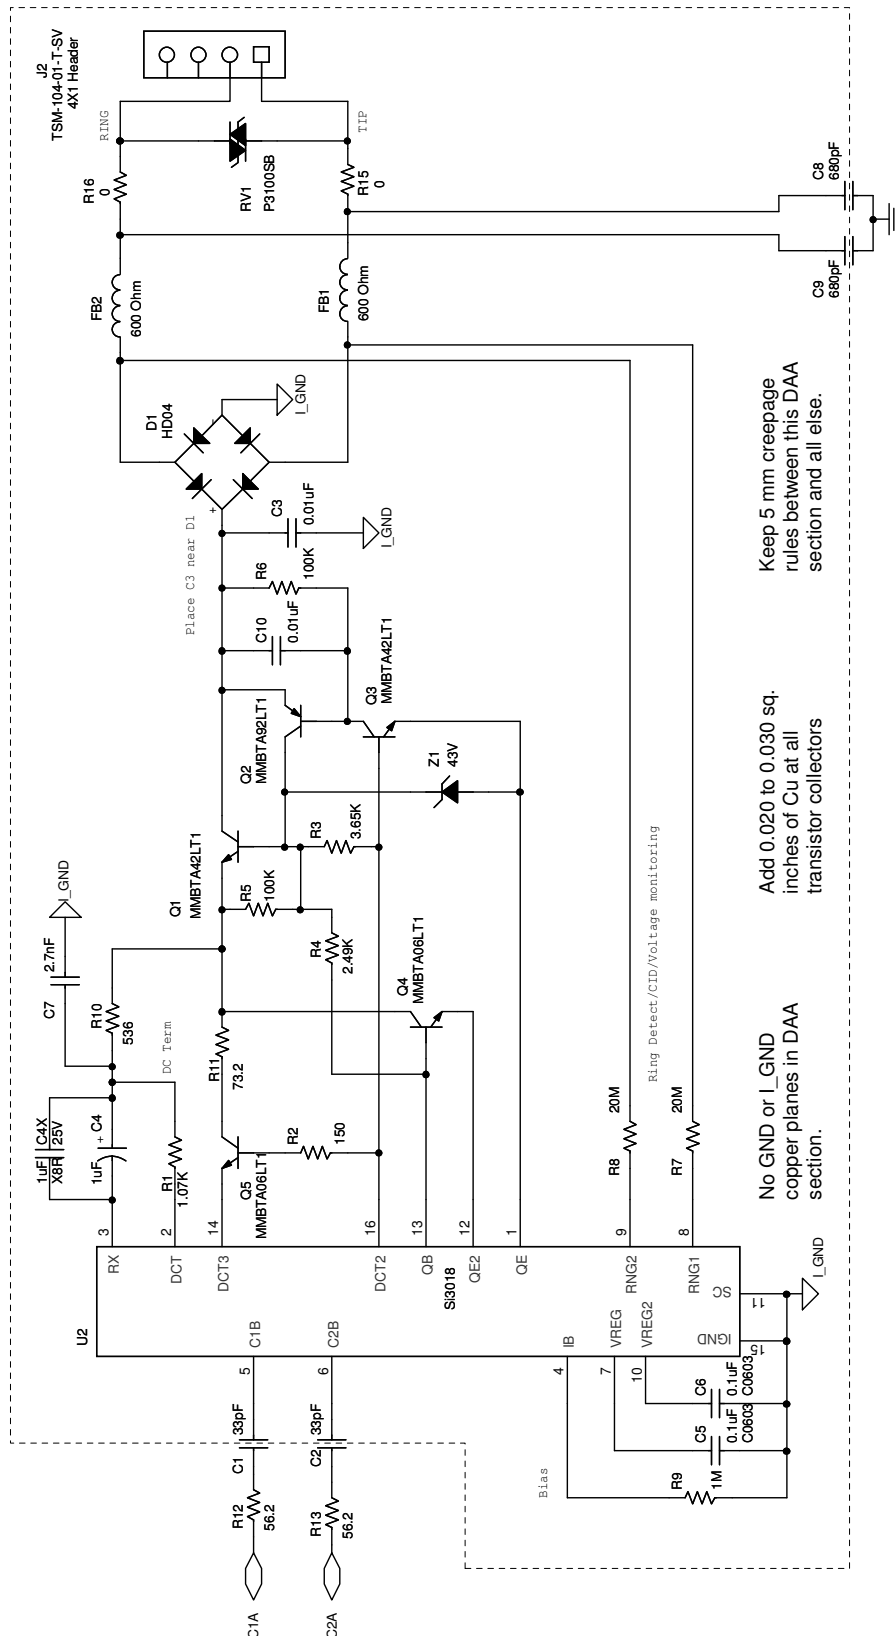 J2
TSM-104-01-T-SV
4X1 Header
RING
TIP
RV1
P3100SB
R16
0
R15
0
FB2
600 Ohm
FB1
600 Ohm
C8
680pF
C9
680pF
D1
HD04
-
+
I_GND
Place C3 near D1
C3
0.01uF
I_GND
R6
100K
C10
0.01uF
Q2
MMBTA92LT1
Q3
MMBTA42LT1
Z1
43V
Q1
MMBTA42LT1
R3
3.65K
R5
100K
R4
2.49K
Q4
MMBTA06LT1
C7
2.7nF
I_GND
R10
536
DC Term
R11
73.2
C4X
1uF
25V
X8R
+
C4
1uF
R1
1.07K
Q5
MMBTA06LT1
R2
150
Ring Detect/CID/Voltage monitoring
R8
20M
R7
20M
U2
Si3018
3
RX
2
DCT
14
DCT3
16
DCT2
13
QB
12
QE2
1
QE
9
RNG2
8
RNG1
5
C1B
6
C2B
4
IB
7
VREG
10
VREG2
11
SC
15
IGND
I_GND
C1
33pF
C2
33pF
R12
56.2
R13
56.2
C1A
C2A
Bias
R9
1M
C5
0.1uF
C0603
C6
0.1uF
C0603
No GND or I_GND
copper planes in DAA
section.
Add 0.020 to 0.030 sq.
inches of Cu at all
transistor collectors
Keep 5 mm creepage
rules between this DAA
section and all else.